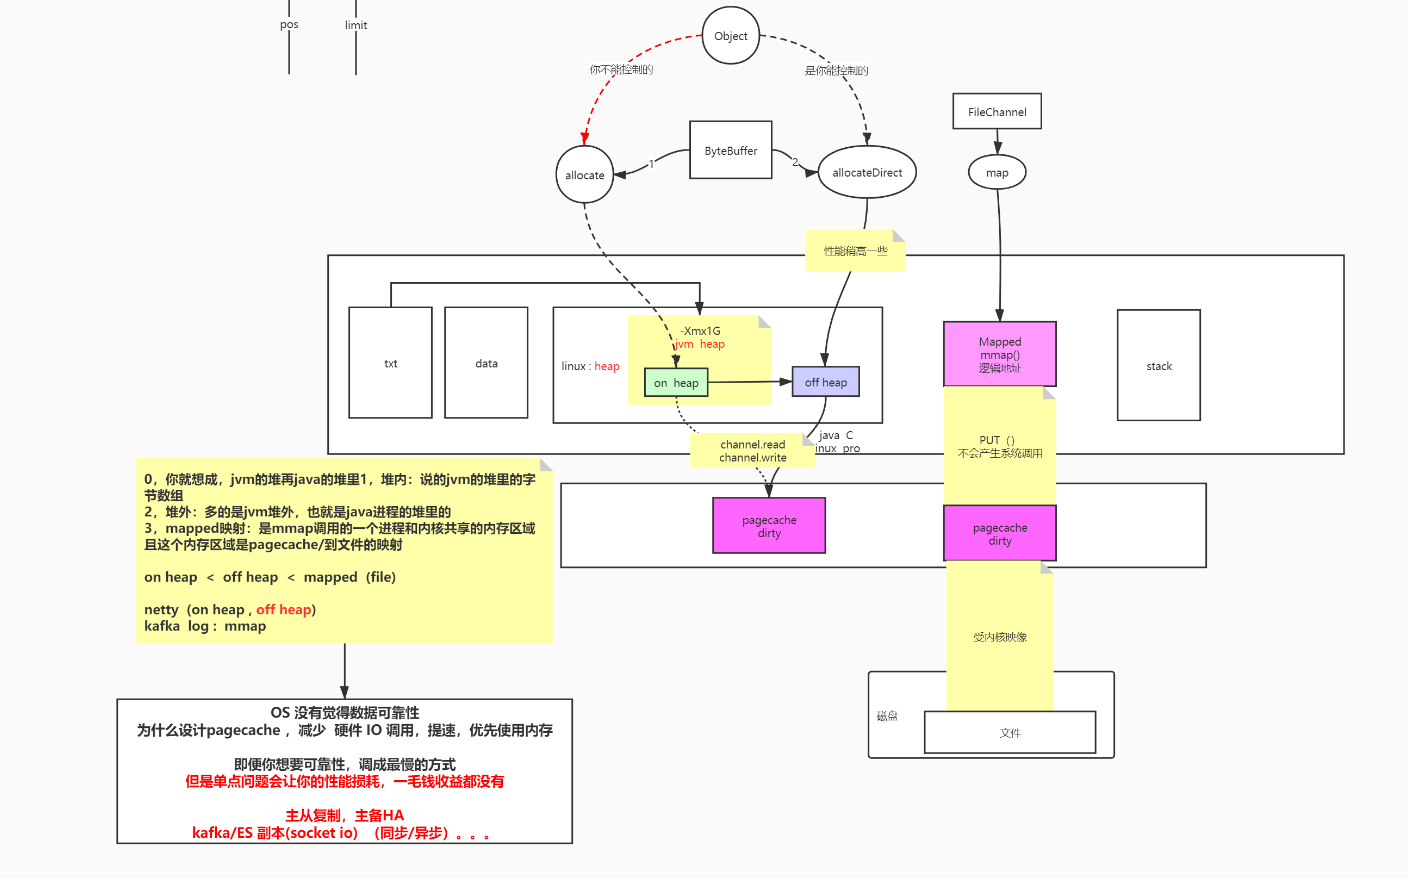 pos
limit
Object
你不能控制的
是你能控制的
FileChannel
ByteBuffer
1
2
allocate
allocateDirect
map
性能稍高一些
txt
data
linux : heap
-Xmx1G
jvm heap
on heap
off heap
Mapped
mmap()
逻辑地址
stack
PUT（）
不会产生系统调用
java C
linux pro
channel.read
channel.write
pagecache
dirty
pagecache
dirty
受内核映像
磁盘
文件
0，你就想成，jvm的堆再java的堆里1，堆内：说的jvm的堆里的字
节数组
2，堆外：多的是jvm堆外，也就是java进程的堆里的
3，mapped映射：是mmap调用的一个进程和内核共享的内存区域
且这个内存区域是pagecache/到文件的映射
on heap < off heap < mapped（file）
netty（on heap , off heap）
kafka log： mmap
OS 没有觉得数据可靠性
为什么设计pagecache ，减少 硬件 IO 调用，提速，优先使用内存
即便你想要可靠性，调成最慢的方式
但是单点问题会让你的性能损耗，一毛钱收益都没有
主从复制，主备HA
kafka/ES 副本(socket io) （同步/异步）。。。